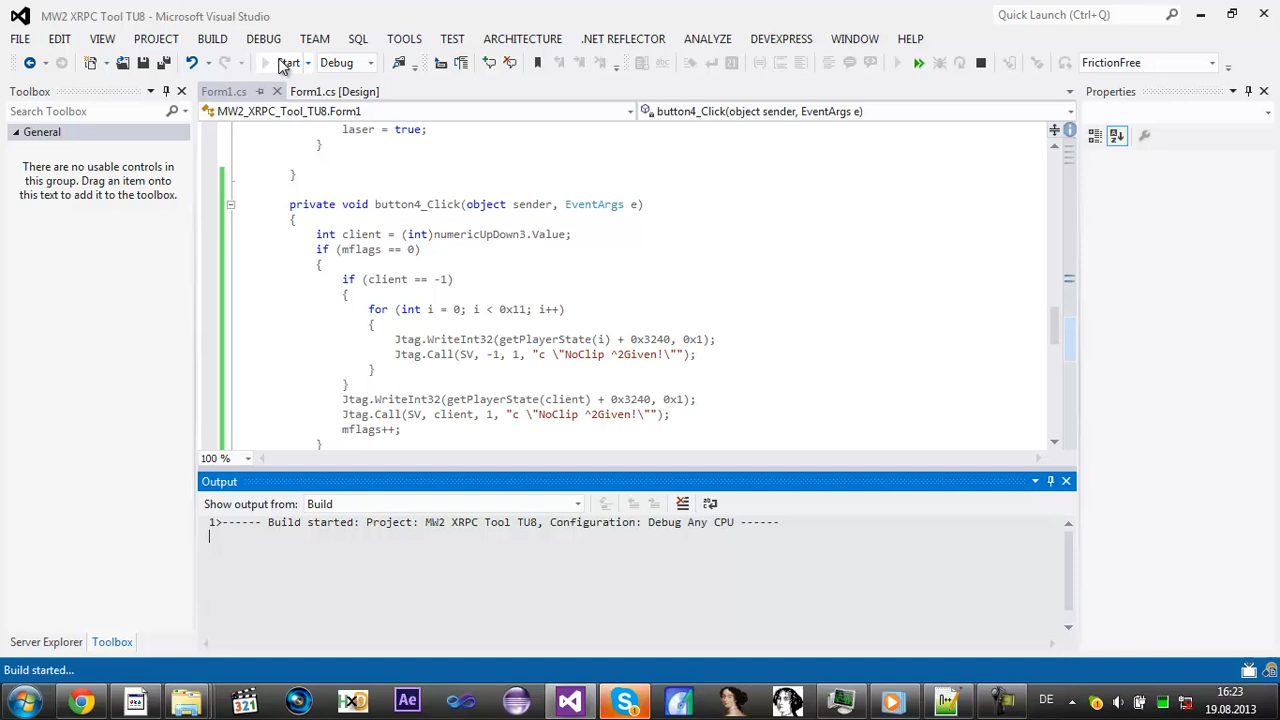 MW2 XRPC Tool TU8 - Microsoft Visual Studio
Quick Launch (Ctrl+Q)
FILE EDIT VIEW PROJECT BUILD DEBUG TEAM SQL TOOLS TEST ARCHITECTURE .NET REFLECTOR ANALYZE DEVEXPRESS WINDOW HELP
Start Debug FrictionFree
Toolbox
Form1.cs Form1.cs [Design]
Properties
Search Toolbox
MW2_XRPC_Tool_TU8.Form1
button4_Click(object sender, EventArgs e)
General
There are no usable controls in
this group. Drag an item onto
this text to add it to the toolbox.
laser = true;
}
}
private void button4_Click(object sender, EventArgs e)
{
int client = (int)numericUpDown3.Value;
if (mflags == 0)
{
if (client == -1)
{
for (int i = 0; i < 0x11; i++)
{
Jtag.WriteInt32(getPlayerState(i) + 0x3240, 0x1);
Jtag.Call(SV, -1, 1, "c \"NoClip ^2Given!\"");
}
}
Jtag.WriteInt32(getPlayerState(client) + 0x3240, 0x1);
Jtag.Call(SV, client, 1, "c \"NoClip ^2Given!\"");
mflags++;
}
100 %
Output
Show output from: Build
1>------ Build started: Project: MW2 XRPC Tool TU8, Configuration: Debug Any CPU ------
Server Explorer Toolbox
Build started...
321
HXD
Ae
DE
16:23
19.08.2013